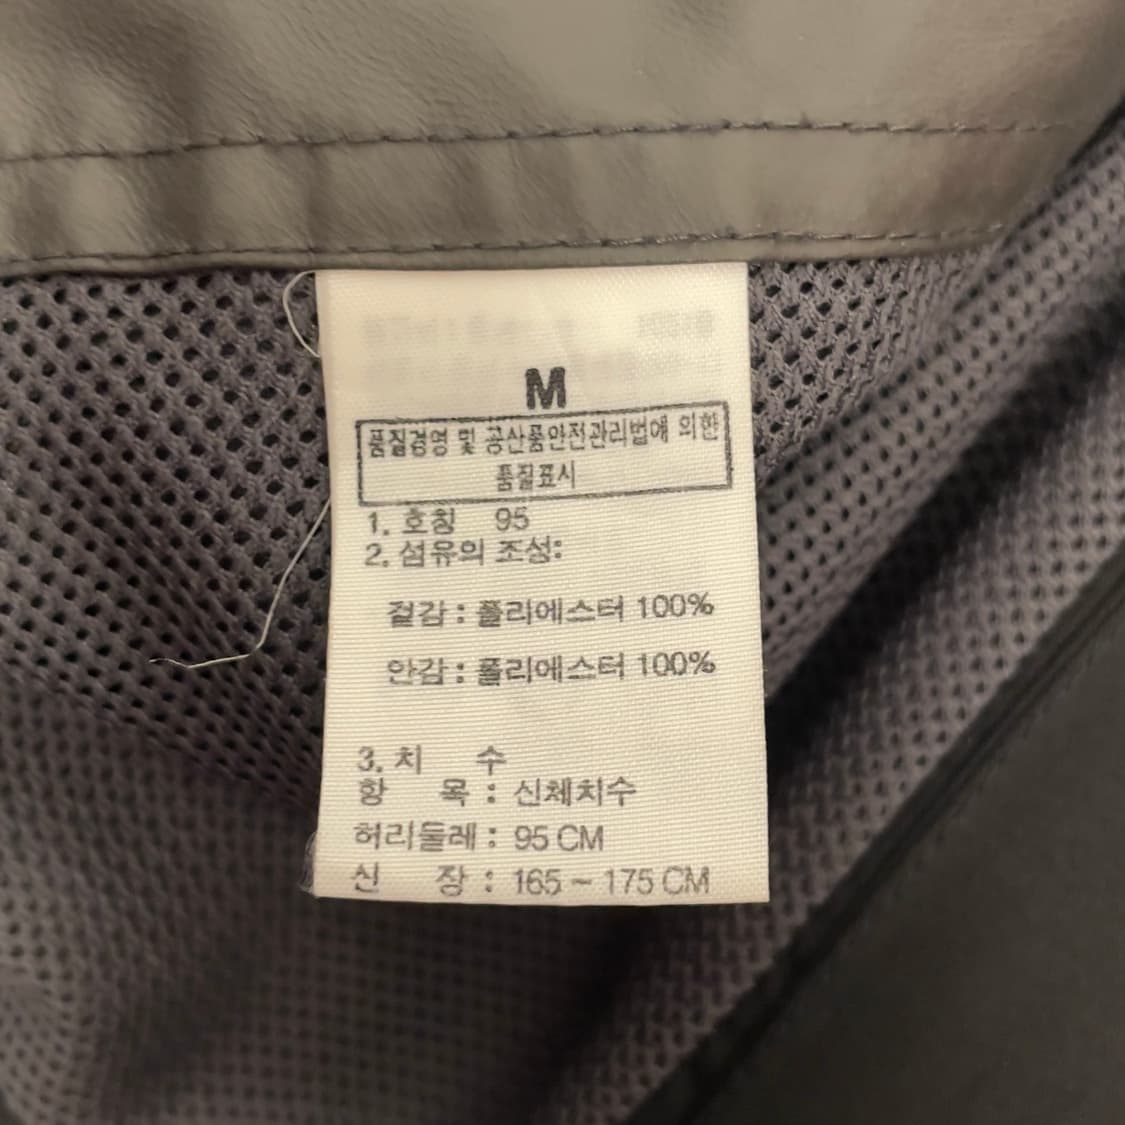 M
품질경영 및 공산품안전관리법에 의한
품질표시
1. 호칭 95
2. 섬유의 조성:
겉감 : 폴리에스터 100%
안감 : 폴리에스터 100%
3. 치 수
항 목 : 신체치수
허리둘레 : 95 CM
신 장 : 165 ~ 175 CM